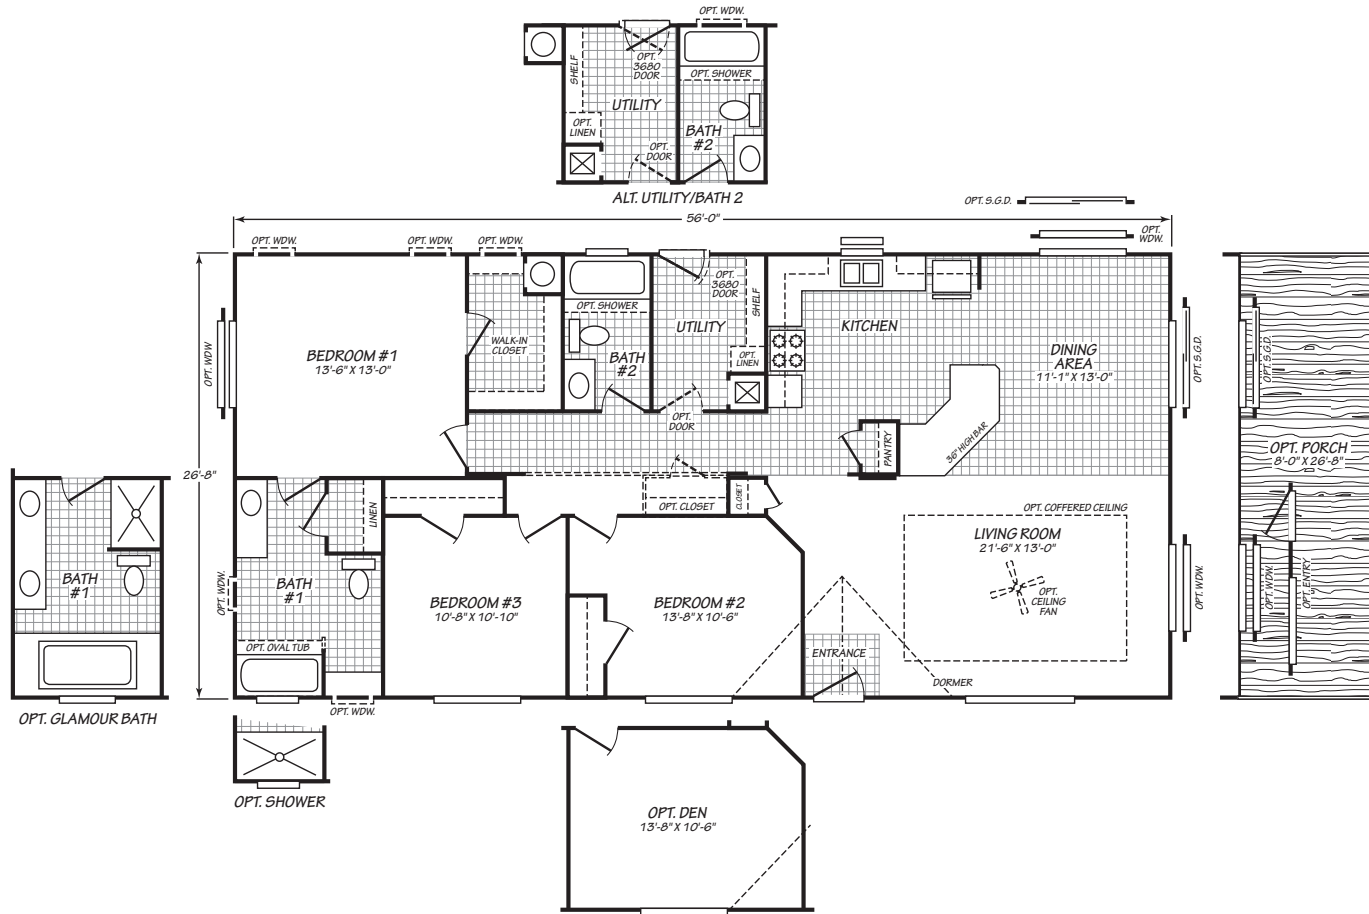 OPT. WDW.
SHELF
OPT.
3680
DOOR
OPT. SHOWER
UTILITY
OPT.
LINEN
BATH
#2
OPT.
DOOR
ALT. UTILITY/BATH 2
OPT. S.G.D.
56'-0"
OPT. WDW.
OPT. WDW.
OPT. WDW.
OPT.
WDW.
OPT.
3680
DOOR
SHELF
OPT. SHOWER
UTILITY
KITCHEN
WALK-IN
CLOSET
BEDROOM #1
13'-6" X 13'-0"
OPT. WDW
BATH
#2
OPT.
LINEN
DINING
AREA
11'-1" X 13'-0"
OPT. S.G.D.
OPT. S.G.D.
OPT.
DOOR
36" HIGH BAR
PANTRY
OPT. PORCH
8'-0" X 26'-8"
26'-8"
LINEN
OPT. CLOSET
CLOSET
OPT. COFFERED CEILING
LIVING ROOM
21'-6" X 13'-0"
BATH
#1
OPT. WDW.
BATH
#1
BEDROOM #3
10'-8" X 10'-10"
BEDROOM #2
13'-8" X 10'-6"
OPT.
CEILING
FAN
OPT. WDW.
OPT. WDW.
OPT. ENTRY
OPT. OVAL TUB
ENTRANCE
DORMER
OPT. WDW.
OPT. GLAMOUR BATH
OPT. SHOWER
OPT. DEN
13'-8" X 10'-6"